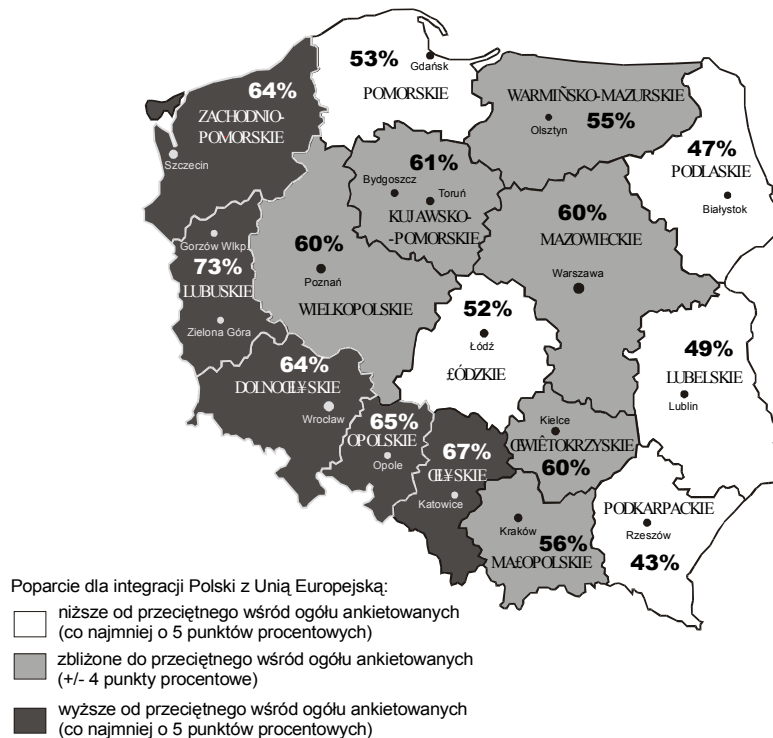 53%
Gdańsk
POMORSKIE
64%
ZACHODNIO-
POMORSKIE
Szczecin
WARMIÑSKO-MAZURSKIE
Olsztyn
55%
47%
PODLASKIE
Białystok
61%
Bydgoszcz
Toruń
KUJAWSKO-
-POMORSKIE
60%
MAZOWIECKIE
Warszawa
Gorzów Wlkp.
73%
LUBUSKIE
Zielona Góra
60%
Poznań
WIELKOPOLSKIE
52%
Łódź
£ÓDZKIE
49%
LUBELSKIE
Lublin
64%
DOLNOŒL¥SKIE
Wrocław
65%
OPOLSKIE
Opole
67%
ŒL¥SKIE
Katowice
Kielce
ŒWIÊTOKRZYSKIE
60%
Kraków
56%
MA£OPOLSKIE
PODKARPACKIE
Rzeszów
43%
Poparcie dla integracji Polski z Unią Europejską:
niższe od przeciętnego wśród ogółu ankietowanych
(co najmniej o 5 punktów procentowych)
zbliżone do przeciętnego wśród ogółu ankietowanych
(+/- 4 punkty procentowe)
wyższe od przeciętnego wśród ogółu ankietowanych
(co najmniej o 5 punktów procentowych)